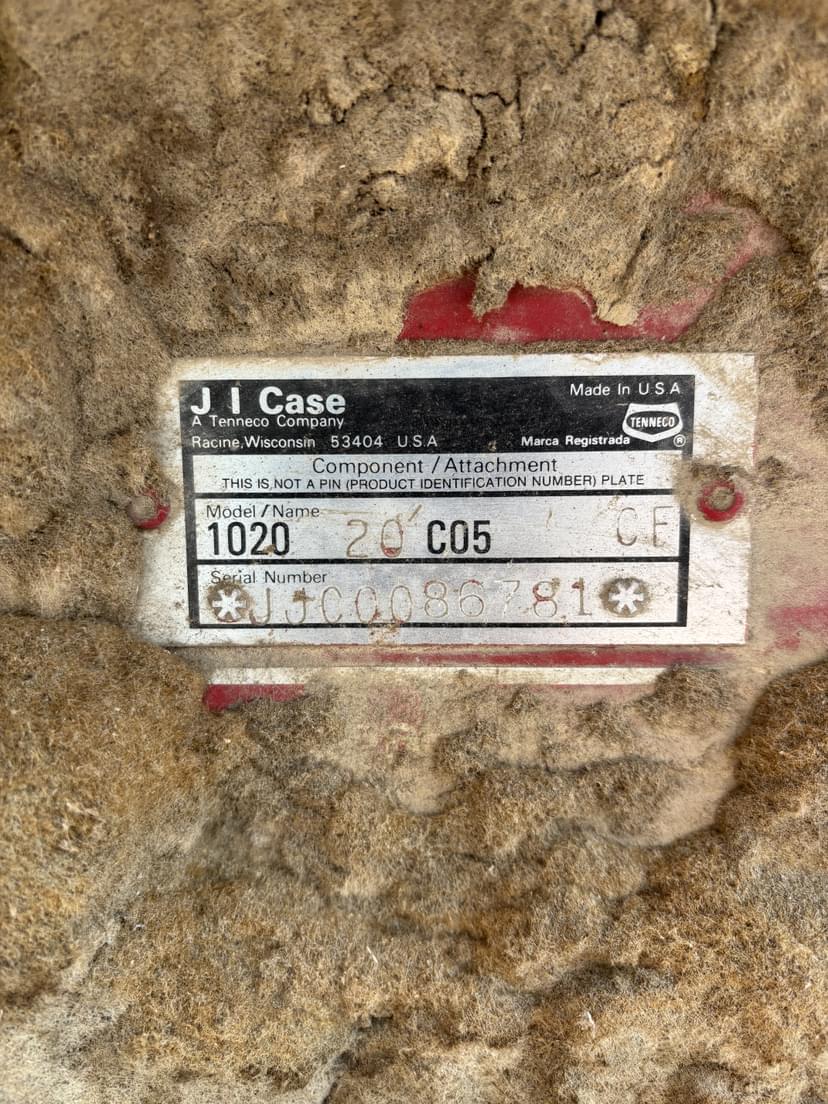 J I Case
A Tenneco Company
Racine, Wisconsin 53404 U.S.A
Made In U.S.A
TENNECO
Marca Registrada ®
Component / Attachment
THIS IS NOT A PIN (PRODUCT IDENTIFICATION NUMBER) PLATE
Model / Name
1020 20' C05 CF
Serial Number
*JJC0086781*